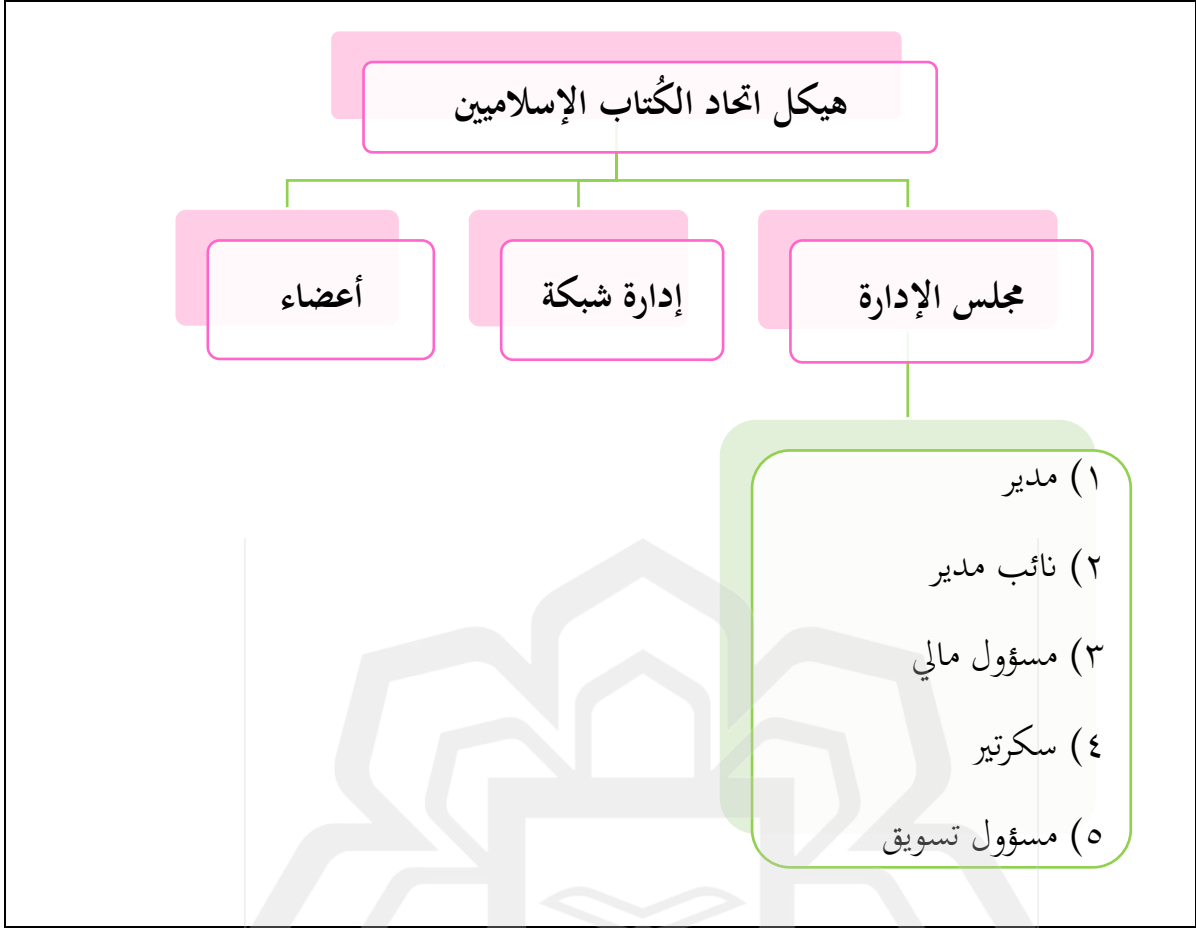 هيكل اتحاد الكُتاب الإسلاميين
مجلس الإدارة
إدارة شبكة
أعضاء
١) مدير
٢) نائب مدير
٣) مسؤول مالي
٤) سكرتير
٥) مسؤول تسويق